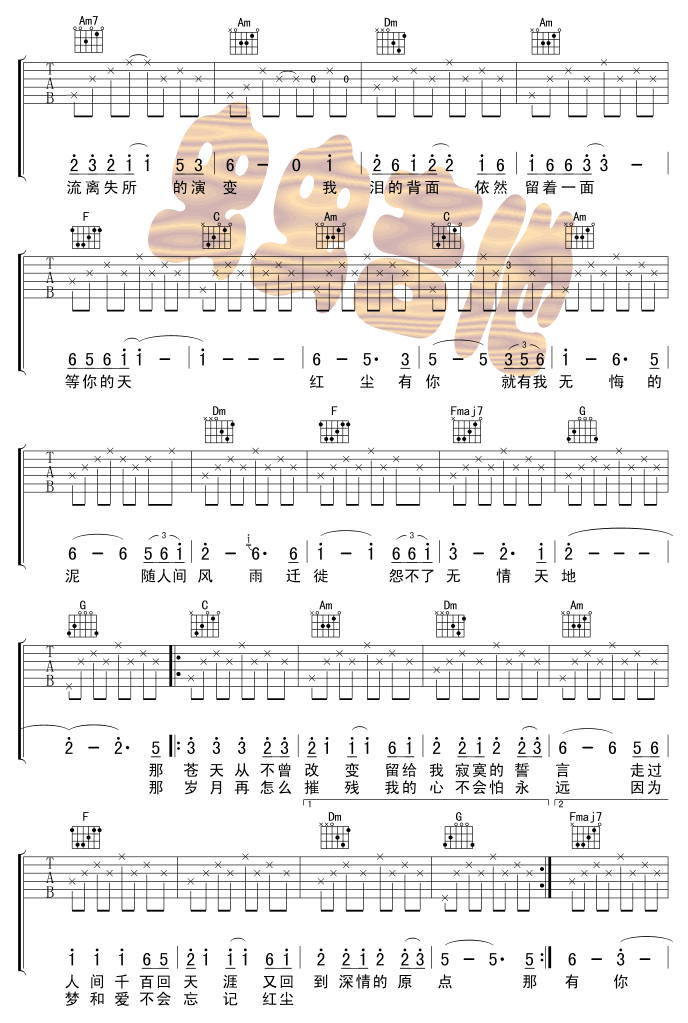 Am7 Am Dm Am
T A B
2 3 2 1 1 5 3 | 6 - 0 1 | 2 6 1 2 2 1 6 | 1 6 6 3 3 - |
流离失所 的演变 我 泪的背面 依然 留着一面
F C Am C Am
T A B
6 5 6 1 1 - - | 1 - - - | 6 - 5· 3 | 5 - 5 3 5 6 | 1 - 6· 5 |
等你的天 红 尘 有 你 就有我 无 悔 的
Dm F Fmaj7 G
T A B
6 - 6 5 6 1 | 2 - 6· 6 | 1 - 1 6 6 1 | 3 - 2· 1 | 2 - - - |
泥 随人间 风 雨 迁 徙 怨不了 无 情 天 地
G C Am Dm Am
T A B
2 - 2· 5 |: 3 3 3 2 3 | 2 1 1 1 6 1 | 2 2 1 2 2 3 | 6 - 6 5 6 |
那 苍 天 从 不曾 改 变 留给 我 寂寞的 誓 言 走过
那 岁 月 再 怎么 摧 残 我的 心 不会怕 永 远 因为
1 2
F Dm G Fmaj7
T A B
1 1 1 6 5 | 2 1 1 1 6 1 | 2 2 1 2 2 3 | 5 - 5· 5 :| 6 - 3 - |
人 间 千 百回 天 涯 又回 到 深情的 原 点 那 有 你
梦 和 爱 不会 忘 记 红尘